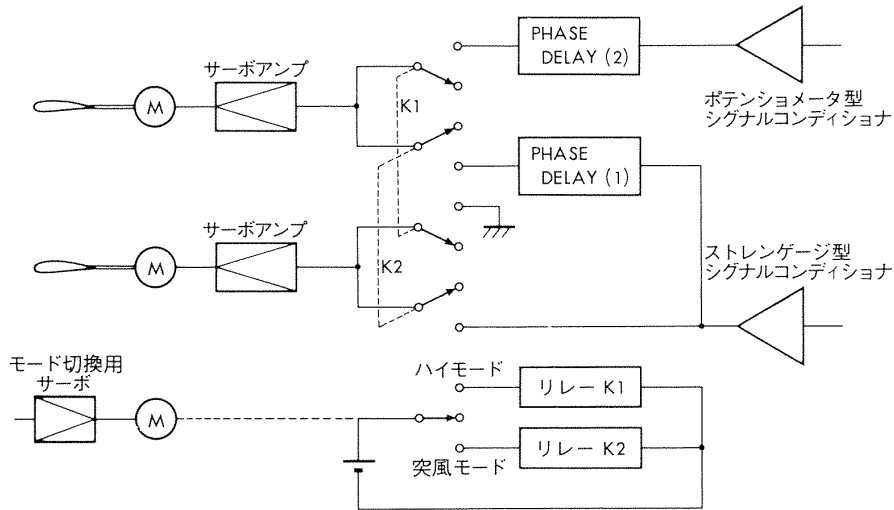 PHASE
DELAY (2)
サーボアンプ
M
K1
ポテンショメータ型
シグナルコンディショナ
PHASE
DELAY (1)
サーボアンプ
M
K2
ストレンゲージ型
シグナルコンディショナ
モード切換用
サーボ
M
ハイモード
リレー K1
リレー K2
突風モード